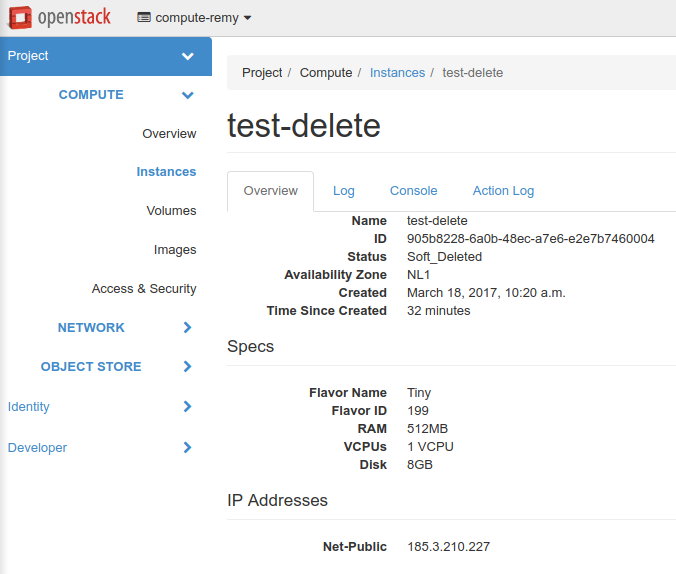 openstack compute-remy
Project
COMPUTE
Overview
Instances
Volumes
Images
Access & Security
NETWORK
OBJECT STORE
Identity
Developer
Project / Compute / Instances / test-delete
test-delete
Overview Log Console Action Log
Name test-delete
ID 905b8228-6a0b-48ec-a7e6-e2e7b7460004
Status Soft_Deleted
Availability Zone NL1
Created March 18, 2017, 10:20 a.m.
Time Since Created 32 minutes
Specs
Flavor Name Tiny
Flavor ID 199
RAM 512MB
VCPUs 1 VCPU
Disk 8GB
IP Addresses
Net-Public 185.3.210.227